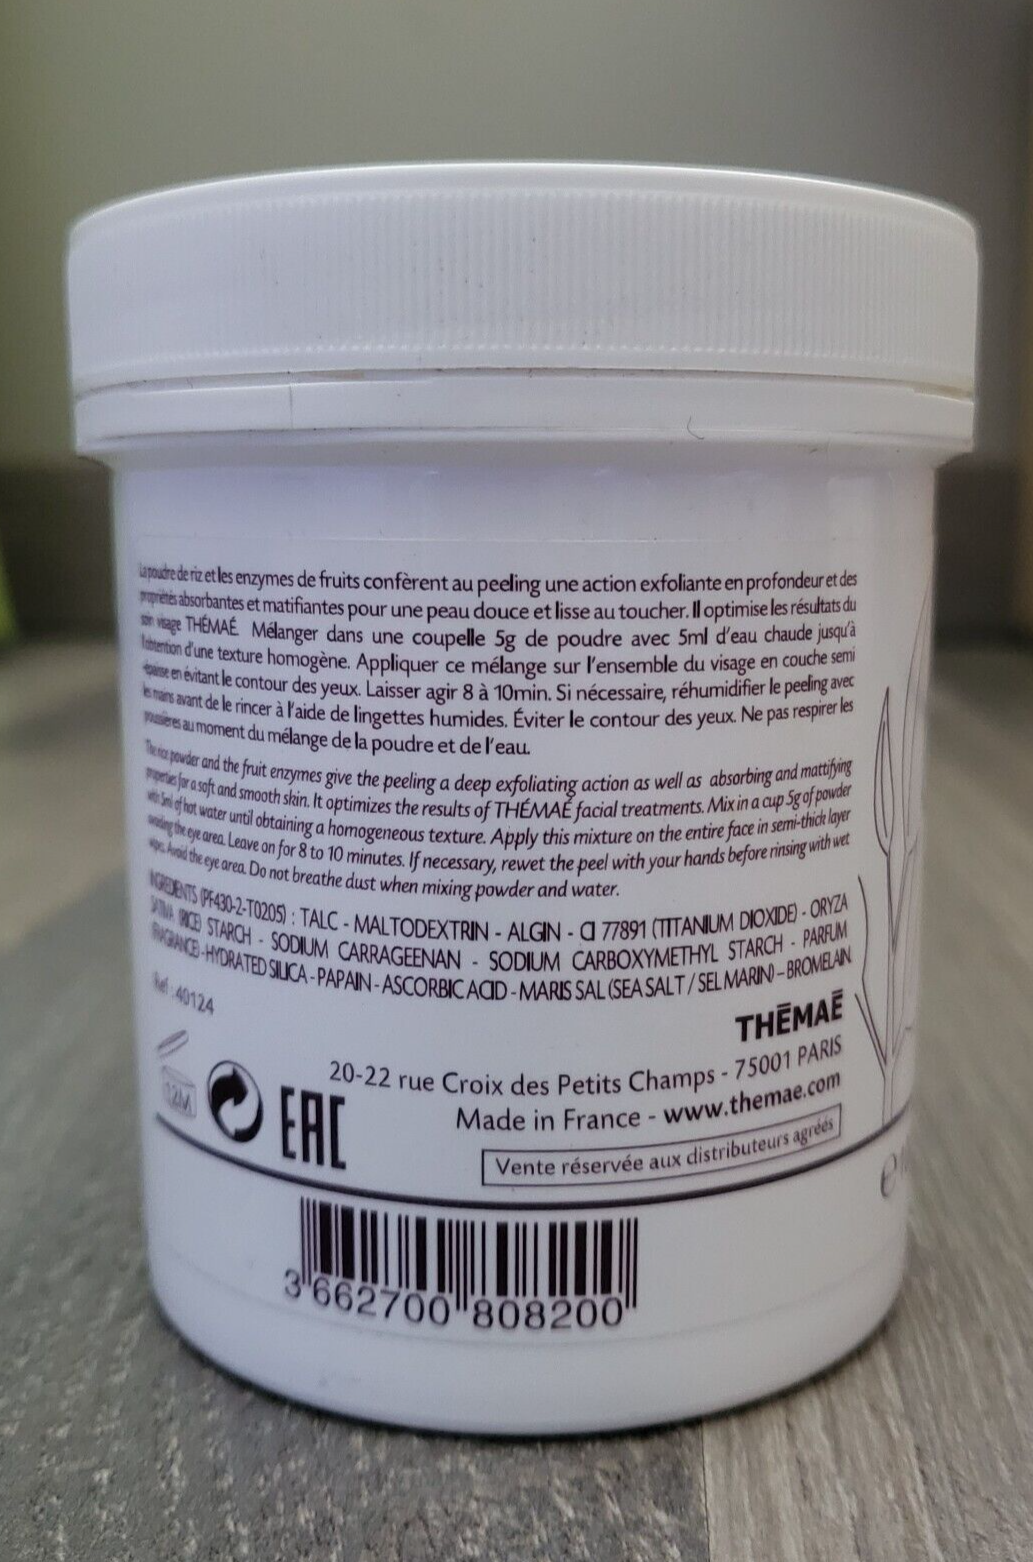 La poudre de riz et les enzymes de fruits confèrent au peeling une action exfoliante en profondeur et des
propriétés absorbantes et matifiantes pour une peau douce et lisse au toucher. Il optimise les résultats du
soin visage THÉMAÉ. Mélanger dans une coupelle 5g de poudre avec 5ml d'eau chaude jusqu'à
l'obtention d'une texture homogène. Appliquer ce mélange sur l'ensemble du visage en couche semi
épaisse en évitant le contour des yeux. Laisser agir 8 à 10min. Si nécessaire, réhumidifier le peeling avec
les mains avant de le rincer à l'aide de lingettes humides. Éviter le contour des yeux. Ne pas respirer les
poussières au moment du mélange de la poudre et de l'eau.
The rice powder and the fruit enzymes give the peeling a deep exfoliating action as well as absorbing and mattifying
properties for a soft and smooth skin. It optimizes the results of THÉMAÉ facial treatments. Mix in a cup 5g of powder
with 5ml of hot water until obtaining a homogeneous texture. Apply this mixture on the entire face in semi-thick layer
avoiding the eye area. Leave on for 8 to 10 minutes. If necessary, rewet the peel with your hands before rinsing with wet
wipes. Avoid the eye area. Do not breathe dust when mixing powder and water.
INGREDIENTS (PF430-2-T0205) : TALC - MALTODEXTRIN - ALGIN - CI 77891 (TITANIUM DIOXIDE) - ORYZA
SATIVA (RICE) STARCH - SODIUM CARRAGEENAN - SODIUM CARBOXYMETHYL STARCH - PARFUM
(FRAGRANCE) - HYDRATED SILICA - PAPAIN - ASCORBIC ACID - MARIS SAL (SEA SALT / SEL MARIN) - BROMELAIN
Ref : 40124
THĒMAĒ
20-22 rue Croix des Petits Champs - 75001 PARIS
Made in France - www.themae.com
12M
EAC
Vente réservée aux distributeurs agréés
e
3 662700 808200